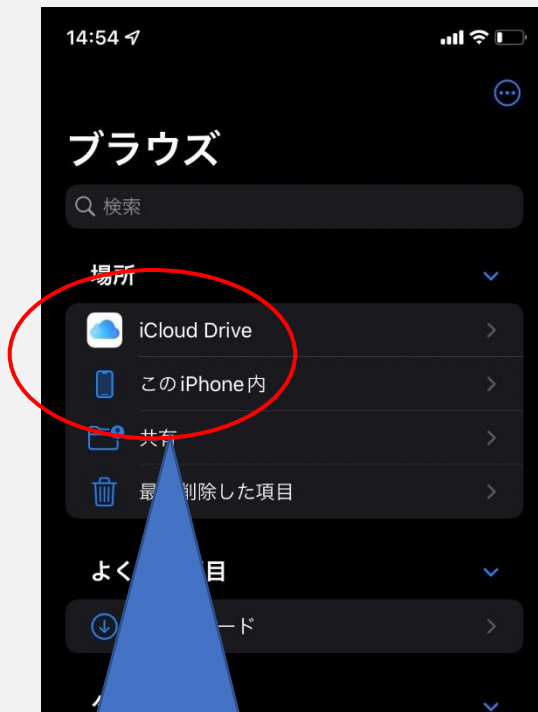 14:54
ブラウズ
検索
場所
iCloud Drive
このiPhone内
共有
削除した項目
よく 目
ード